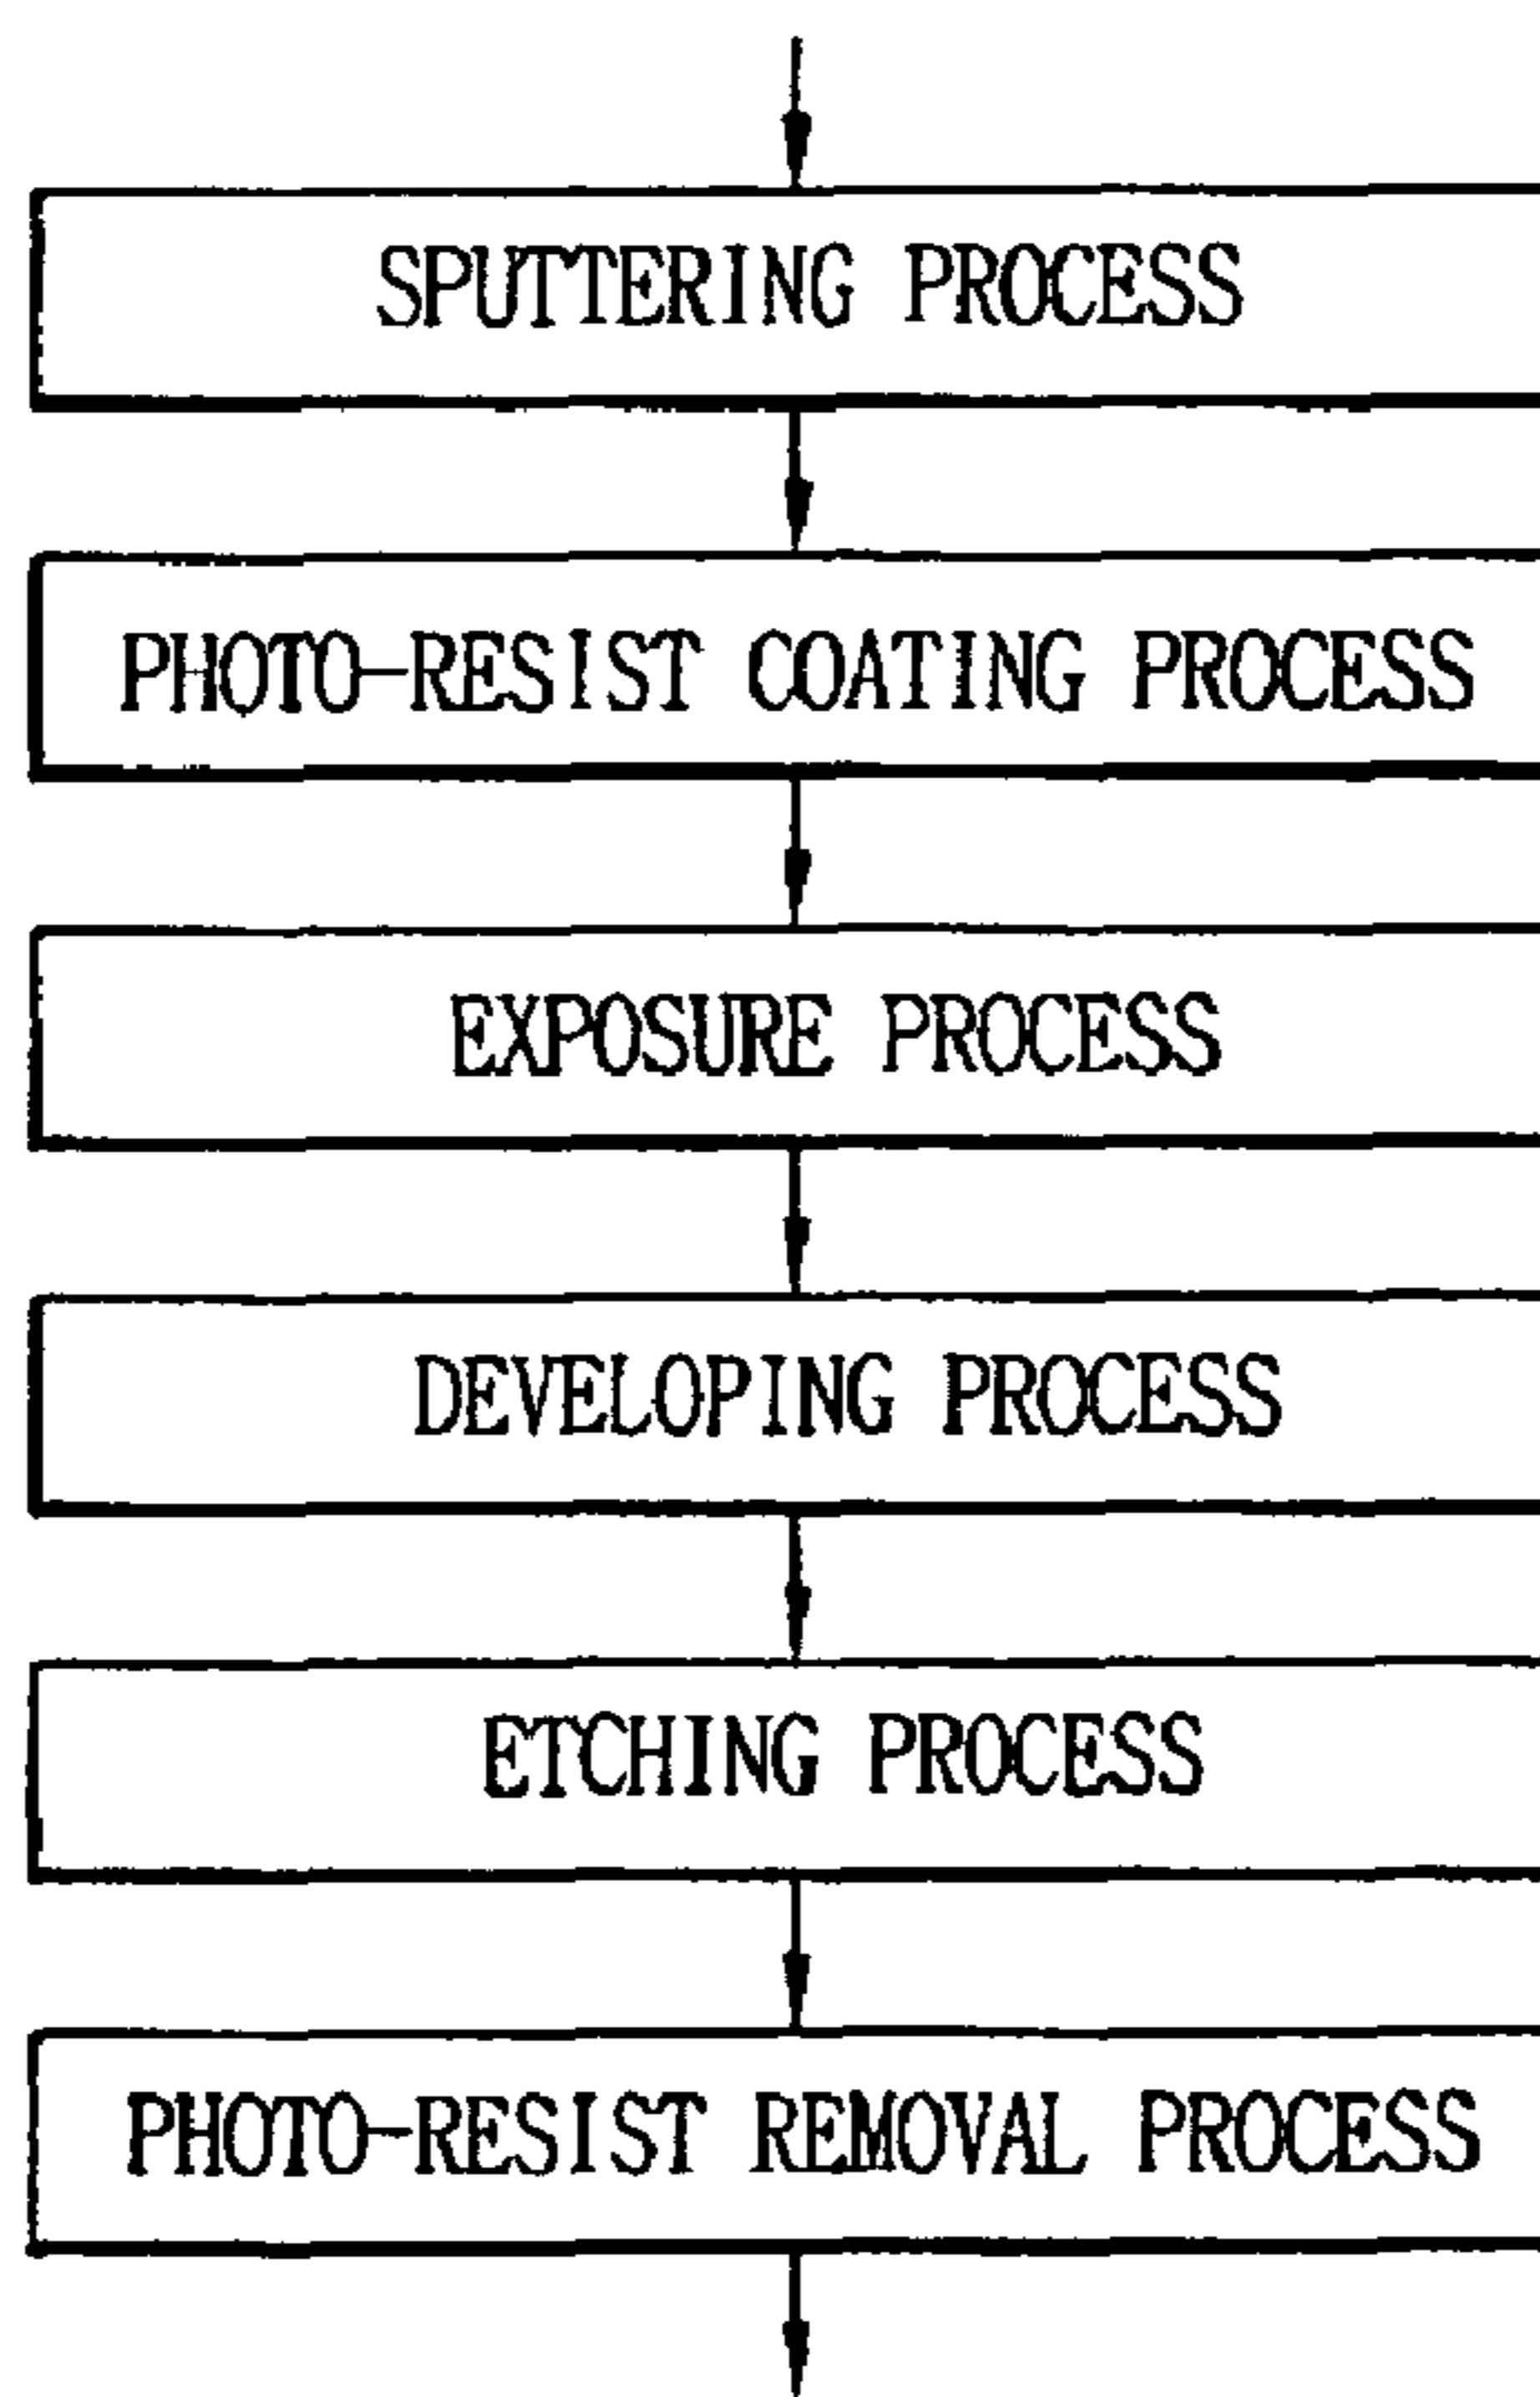 SPUTTERING PROCESS
PHOTO-RESIST COATING PROCESS
EXPOSURE PROCESS
DEVELOPING PROCESS
ETCHING PROCESS
PHOTO-RESIST REMOVAL PROCESS